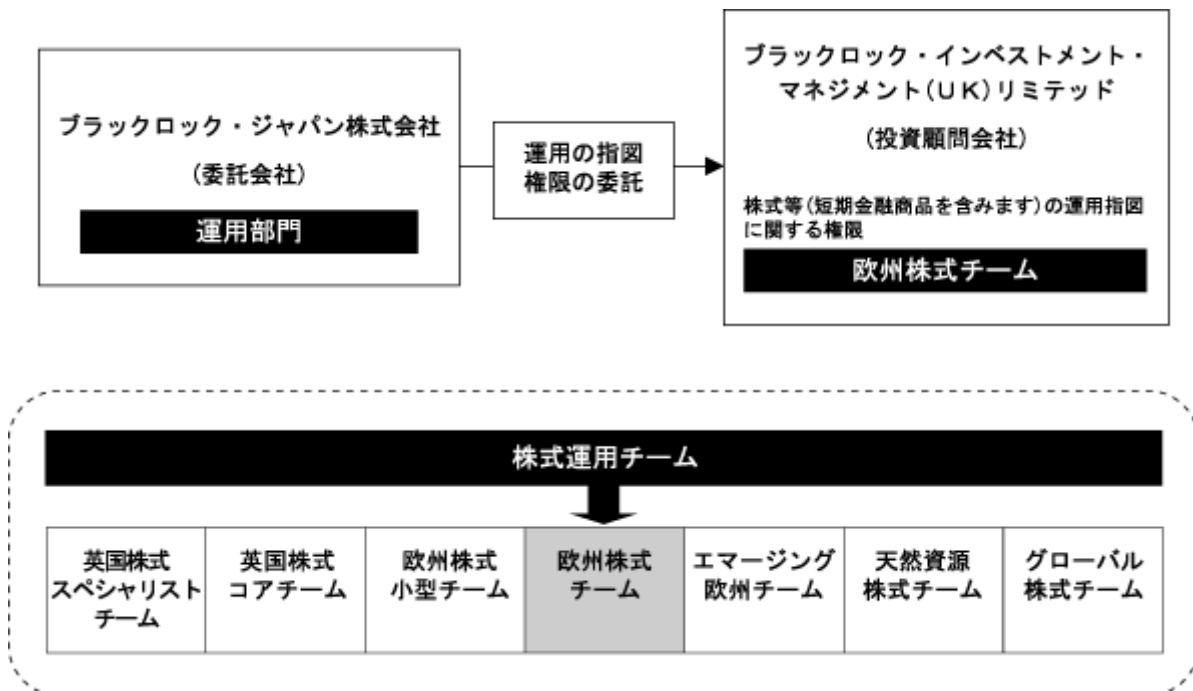 ブラックロック・ジャパン株式会社
(委託会社)
運用部門
運用の指図
権限の委託
ブラックロック・インベストメント・
マネジメント(UK)リミテッド
(投資顧問会社)
株式等(短期金融商品を含みます)の運用指図
に関する権限
欧州株式チーム
株式運用チーム
英国株式
スペシャリスト
チーム
英国株式
コアチーム
欧州株式
小型チーム
欧州株式
チーム
エマージング
欧州チーム
天然資源
株式チーム
グローバル
株式チーム